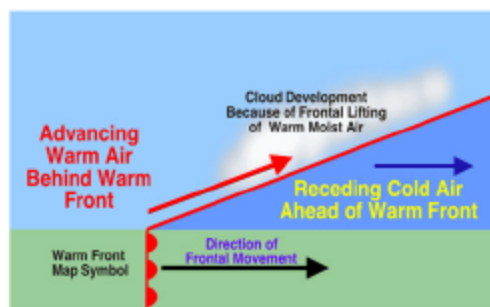 Cloud Development
Because of Frontal Lifting
of Warm Moist Air
Advancing
Warm Air
Behind Warm
Front
Receding Cold Air
Ahead of Warm Front
Warm Front
Map Symbol
Direction of
Frontal Movement